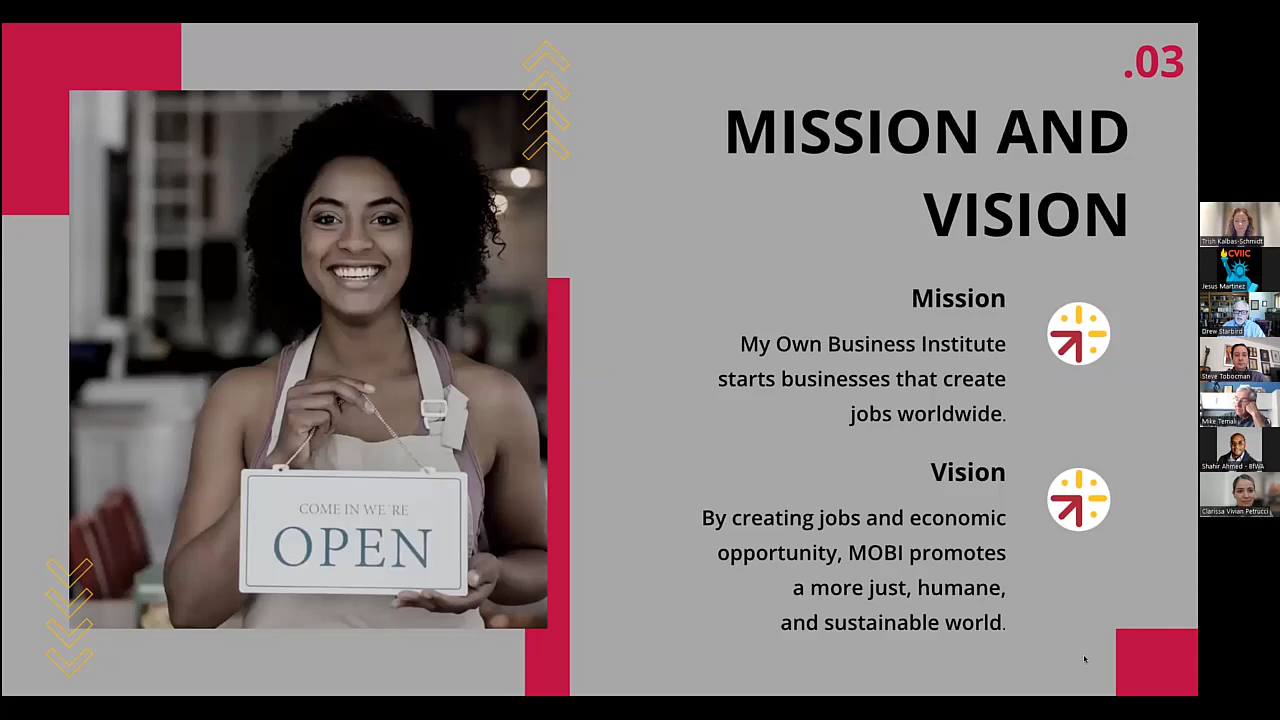 .03
MISSION AND
VISION
Mission
My Own Business Institute
starts businesses that create
jobs worldwide.
Vision
By creating jobs and economic
opportunity, MOBI promotes
a more just, humane,
and sustainable world.
COME IN WE'RE
OPEN
Trish Kalbas-Schmidt
CVIIC
Jesus Martinez
Drew Starbird
Steve Tobocman
Mike Temali
Shahir Ahmed - BfWA
Clarissa Vivian Petrucci